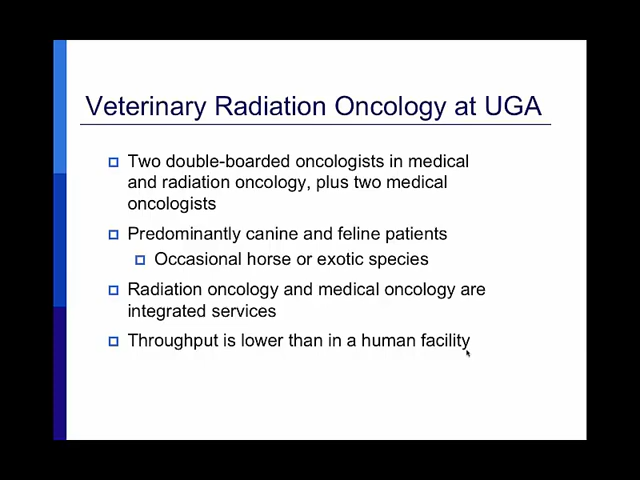 Veterinary Radiation Oncology at UGA
Two double-boarded oncologists in medical
and radiation oncology, plus two medical
oncologists
Predominantly canine and feline patients
Occasional horse or exotic species
Radiation oncology and medical oncology are
integrated services
Throughput is lower than in a human facility